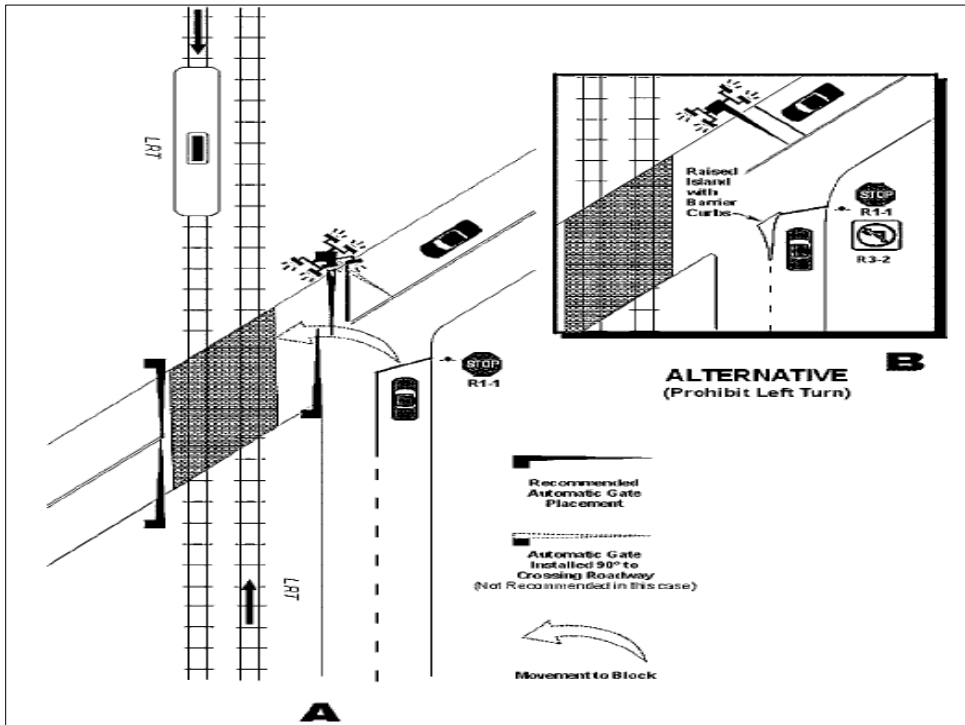 LRT
STOP
R1-1
LRT
A
Raised
Island
with
Barrier
Curbs
STOP
R1-1
R3-2
B
ALTERNATIVE
(Prohibit Left Turn)
Recommended
Automatic Gate
Placement
Automatic Gate
Installed 90° to
Crossing Roadway
(Not Recommended in this case)
Movement to Block